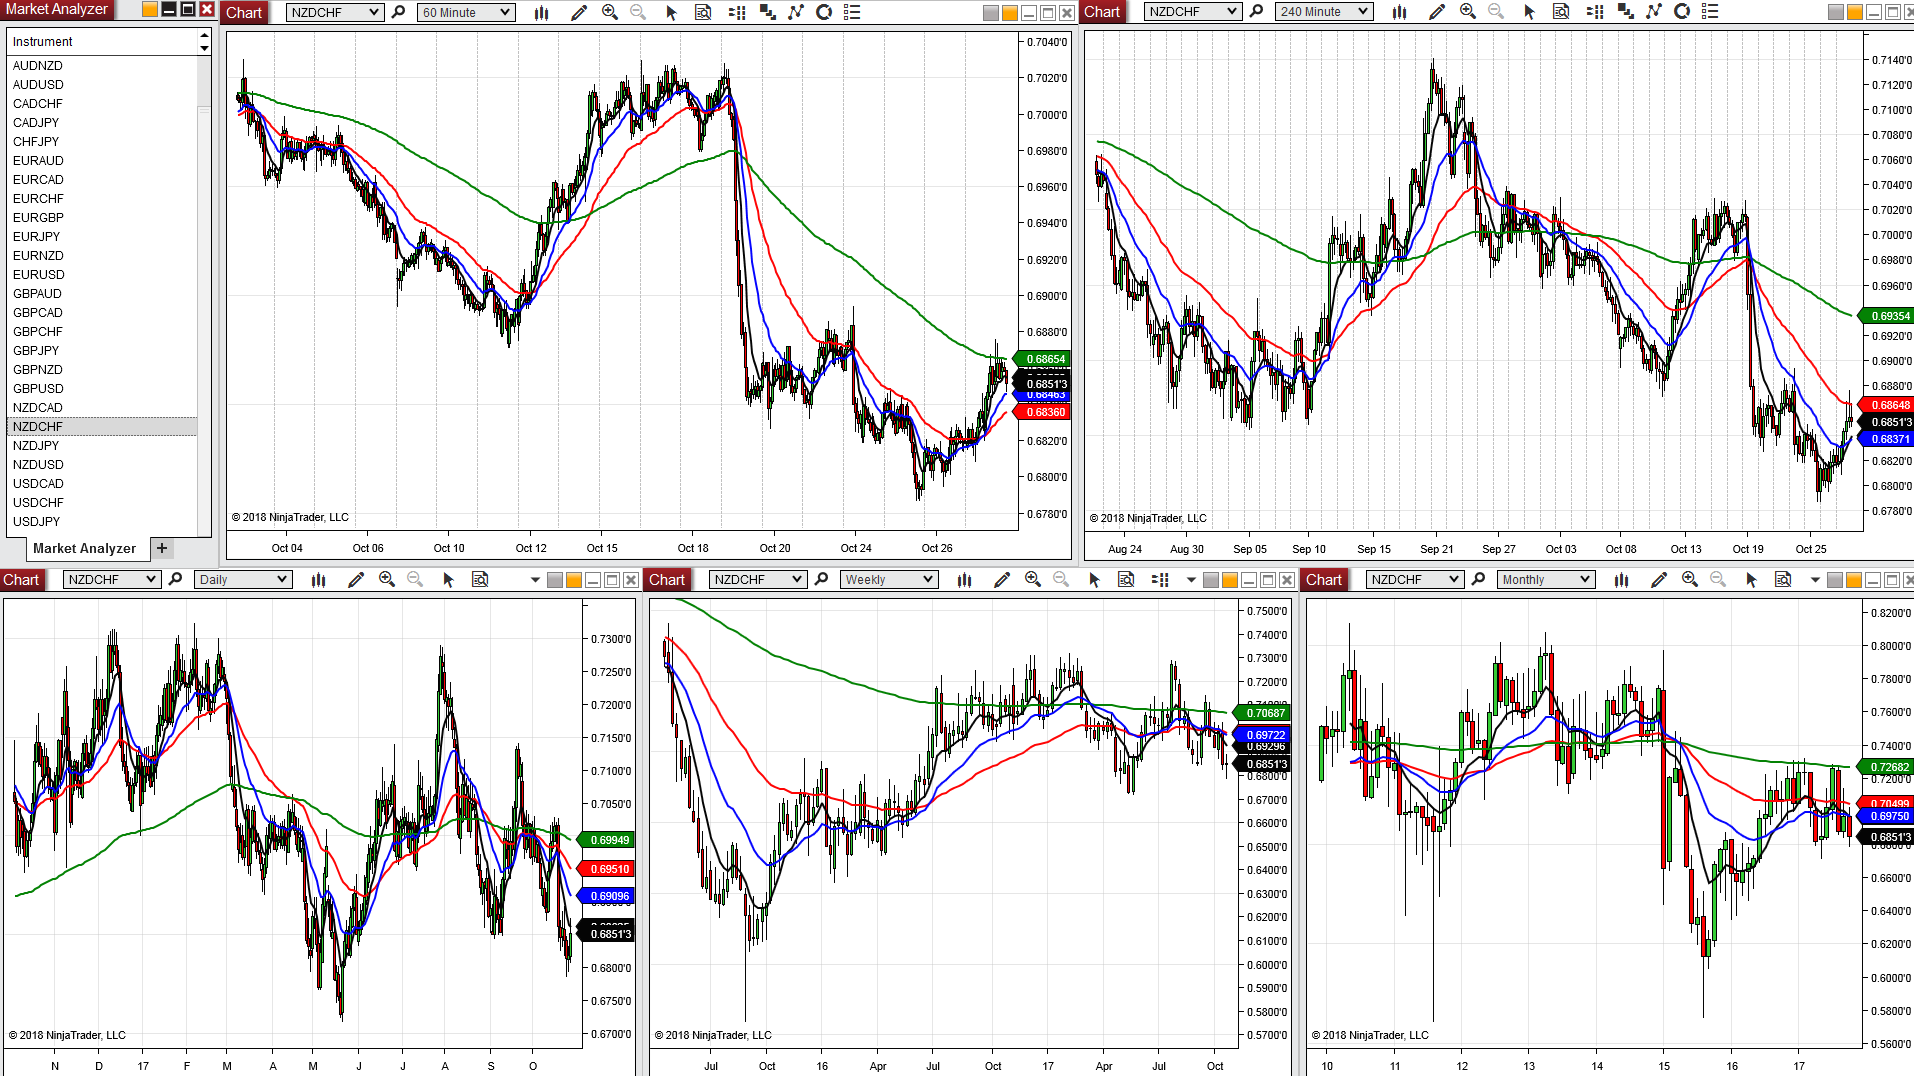 Market Analyzer
Instrument
AUDNZD
AUDUSD
CADCHF
CADJPY
CHFJPY
EURAUD
EURCAD
EURCHF
EURGBP
EURJPY
EURNZD
EURUSD
GBPAUD
GBPCAD
GBPCHF
GBPJPY
GBPNZD
GBPUSD
NZDCAD
NZDCHF
NZDJPY
NZDUSD
USDCAD
USDCHF
USDJPY
Market Analyzer +
Chart NZDCHF 60 Minute
0.7040'0
0.7020'0
0.7000'0
0.6980'0
0.6960'0
0.6940'0
0.6920'0
0.6900'0
0.6880'0
0.68654
0.6851'3
0.68463
0.68360
0.6820'0
0.6800'0
0.6780'0
© 2018 NinjaTrader, LLC
Oct 04 Oct 06 Oct 10 Oct 12 Oct 15 Oct 18 Oct 20 Oct 24 Oct 26
Chart NZDCHF 240 Minute
0.7140'0
0.7120'0
0.7100'0
0.7080'0
0.7060'0
0.7040'0
0.7020'0
0.7000'0
0.6980'0
0.6960'0
0.69354
0.6920'0
0.6900'0
0.6880'0
0.68648
0.6851'3
0.68371
0.6820'0
0.6800'0
0.6780'0
© 2018 NinjaTrader, LLC
Aug 24 Aug 30 Sep 05 Sep 10 Sep 15 Sep 21 Sep 27 Oct 03 Oct 08 Oct 13 Oct 19 Oct 25
Chart NZDCHF Daily
0.7300'0
0.7250'0
0.7200'0
0.7150'0
0.7100'0
0.7050'0
0.69949
0.69510
0.69096
0.6851'3
0.6800'0
0.6750'0
0.6700'0
© 2018 NinjaTrader, LLC
N D 17 F M A M J J A S O
Chart NZDCHF Weekly
0.7500'0
0.7400'0
0.7300'0
0.7200'0
0.70687
0.69722
0.69296
0.6851'3
0.6800'0
0.6700'0
0.6600'0
0.6500'0
0.6400'0
0.6300'0
0.6200'0
0.6100'0
0.6000'0
0.5900'0
0.5800'0
0.5700'0
© 2018 NinjaTrader, LLC
Jul Oct 16 Apr Jul Oct 17 Apr Jul Oct
Chart NZDCHF Monthly
0.8200'0
0.8000'0
0.7800'0
0.7600'0
0.7400'0
0.72682
0.7200'0
0.70499
0.69750
0.6851'3
0.6800'0
0.6600'0
0.6400'0
0.6200'0
0.6000'0
0.5800'0
0.5600'0
© 2018 NinjaTrader, LLC
10 11 12 13 14 15 16 17